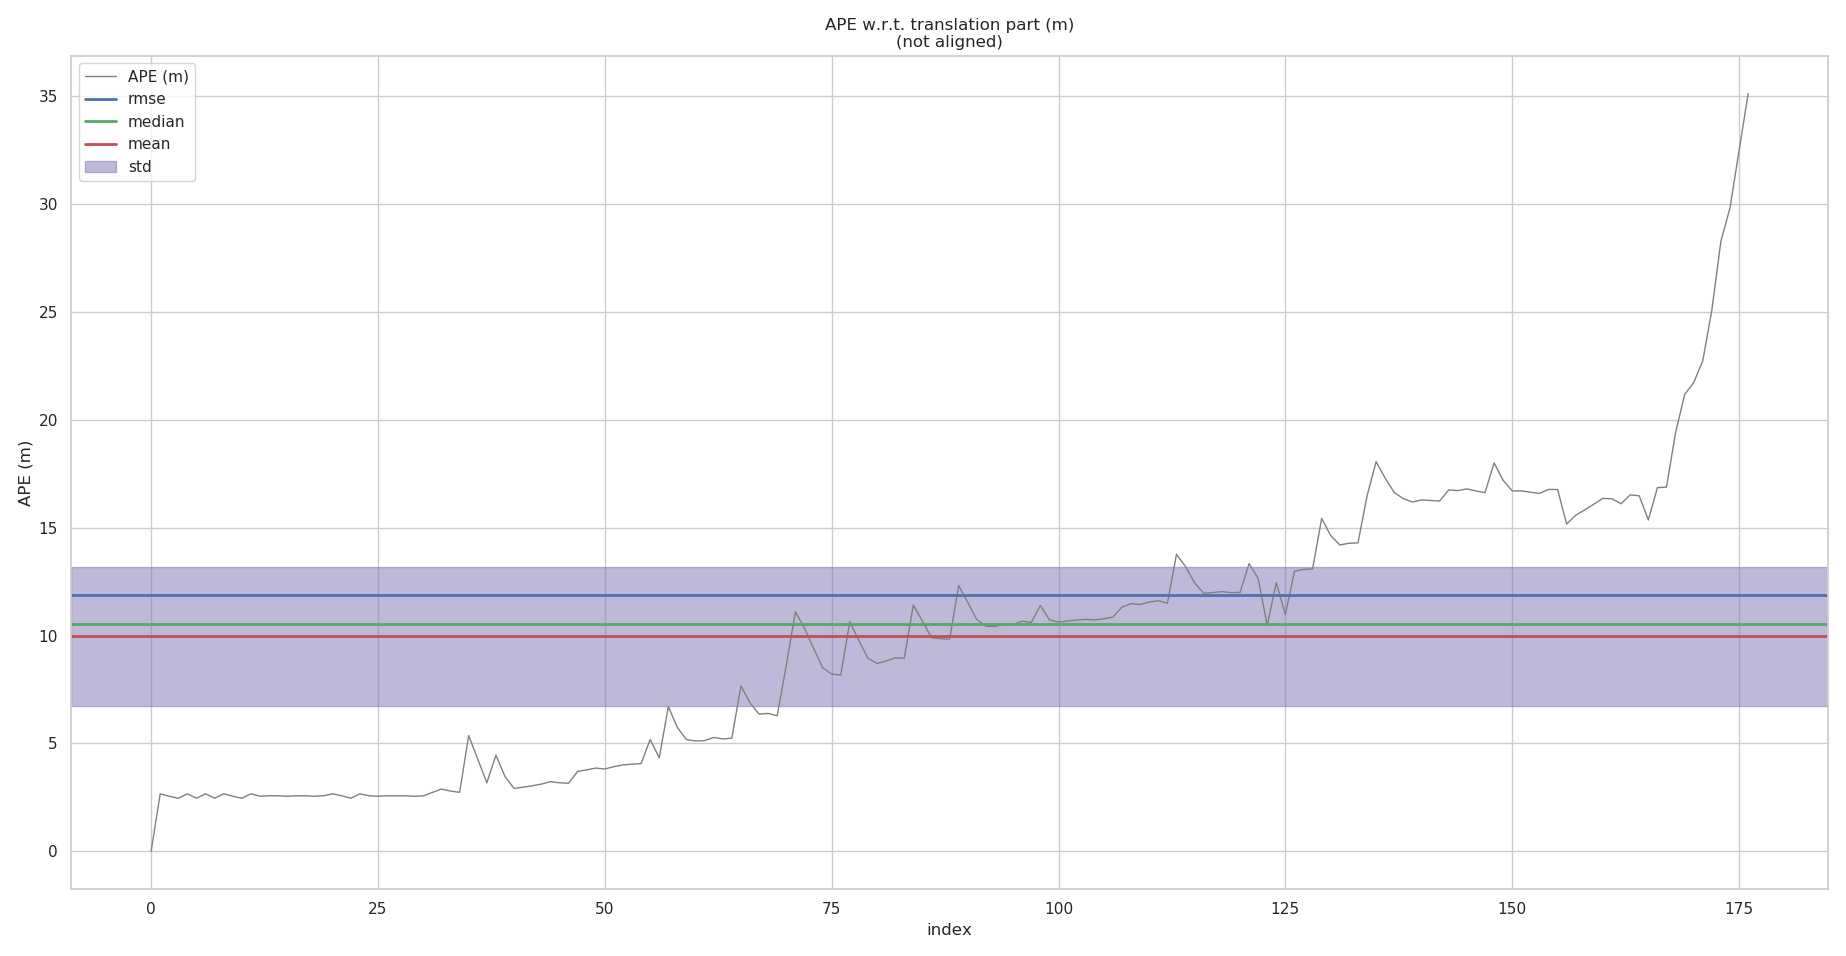 APE w.r.t. translation part (m)
(not aligned)
APE (m)
rmse
median
mean
std
35
30
25
20
15
10
5
0
APE (m)
0 25 50 75 100 125 150 175
index